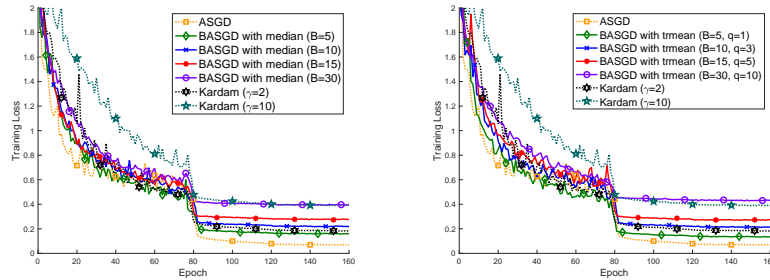 2
1.8
1.6
1.4
1.2
1
0.8
0.6
0.4
0.2
0
0 20 40 60 80 100 120 140 160
Training Loss
Epoch
ASGD
BASGD with median (B=5)
BASGD with median (B=10)
BASGD with median (B=15)
BASGD with median (B=30)
Kardam (γ=2)
Kardam (γ=10)
2
1.8
1.6
1.4
1.2
1
0.8
0.6
0.4
0.2
0
0 20 40 60 80 100 120 140 160
Training Loss
Epoch
ASGD
BASGD with trmean (B=5, q=1)
BASGD with trmean (B=10, q=3)
BASGD with trmean (B=15, q=5)
BASGD with trmean (B=30, q=10)
Kardam (γ=2)
Kardam (γ=10)